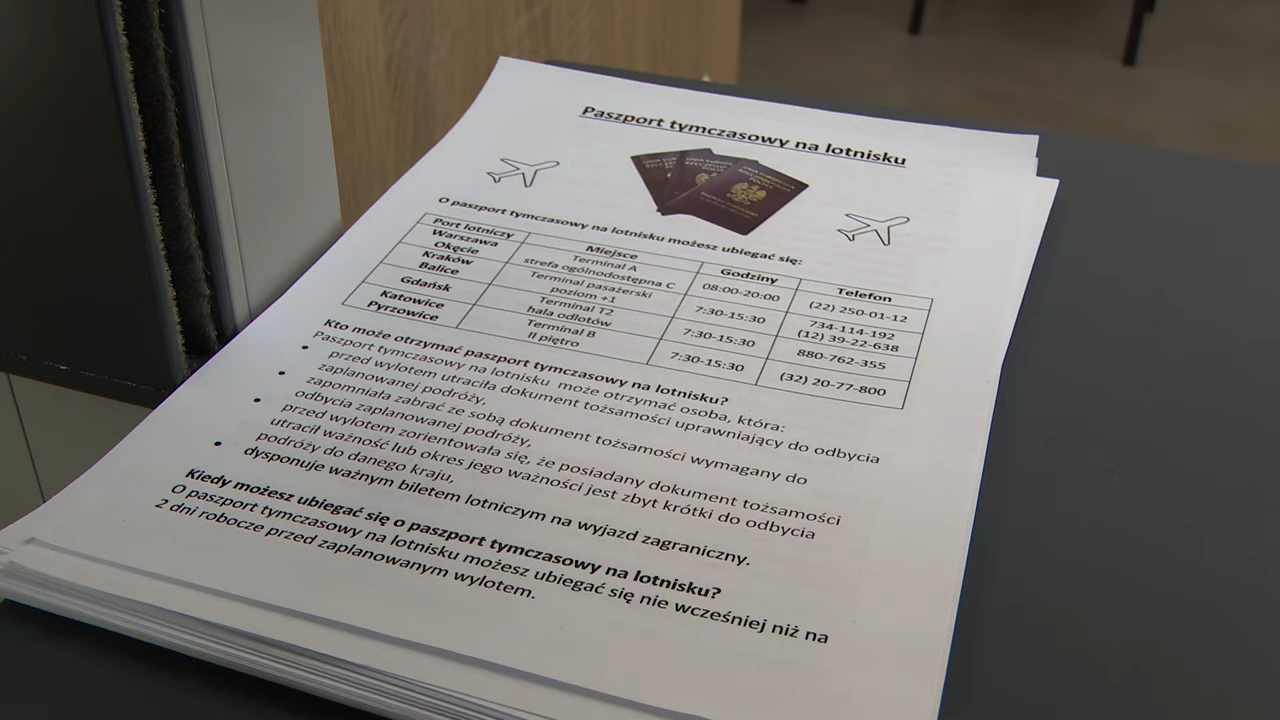 Paszport tymczasowy na lotnisku
O paszport tymczasowy na lotnisku możesz ubiegać się:
Port lotniczy Miejsce Godziny Telefon
Warszawa Okęcie Terminal A strefa ogólnodostępna C 08:00-20:00 (22) 250-01-12
Kraków Balice Terminal pasażerski poziom +1 7:30-15:30 734-114-192 (12) 39-22-638
Gdańsk Terminal T2 hala odlotów 7:30-15:30 880-762-355
Katowice Pyrzowice Terminal B II piętro 7:30-15:30 (32) 20-77-800
Kto może otrzymać paszport tymczasowy na lotnisku?
Paszport tymczasowy na lotnisku może otrzymać osoba, która:
• przed wylotem utraciła dokument tożsamości uprawniający do odbycia
zaplanowanej podróży,
• zapomniała zabrać ze sobą dokument tożsamości wymagany do
odbycia zaplanowanej podróży,
• przed wylotem zorientowała się, że posiadany dokument tożsamości
utracił ważność lub okres jego ważności jest zbyt krótki do odbycia
podróży do danego kraju,
• dysponuje ważnym biletem lotniczym na wyjazd zagraniczny.
Kiedy możesz ubiegać się o paszport tymczasowy na lotnisku?
O paszport tymczasowy na lotnisku możesz ubiegać się nie wcześniej niż na
2 dni robocze przed zaplanowanym wylotem.